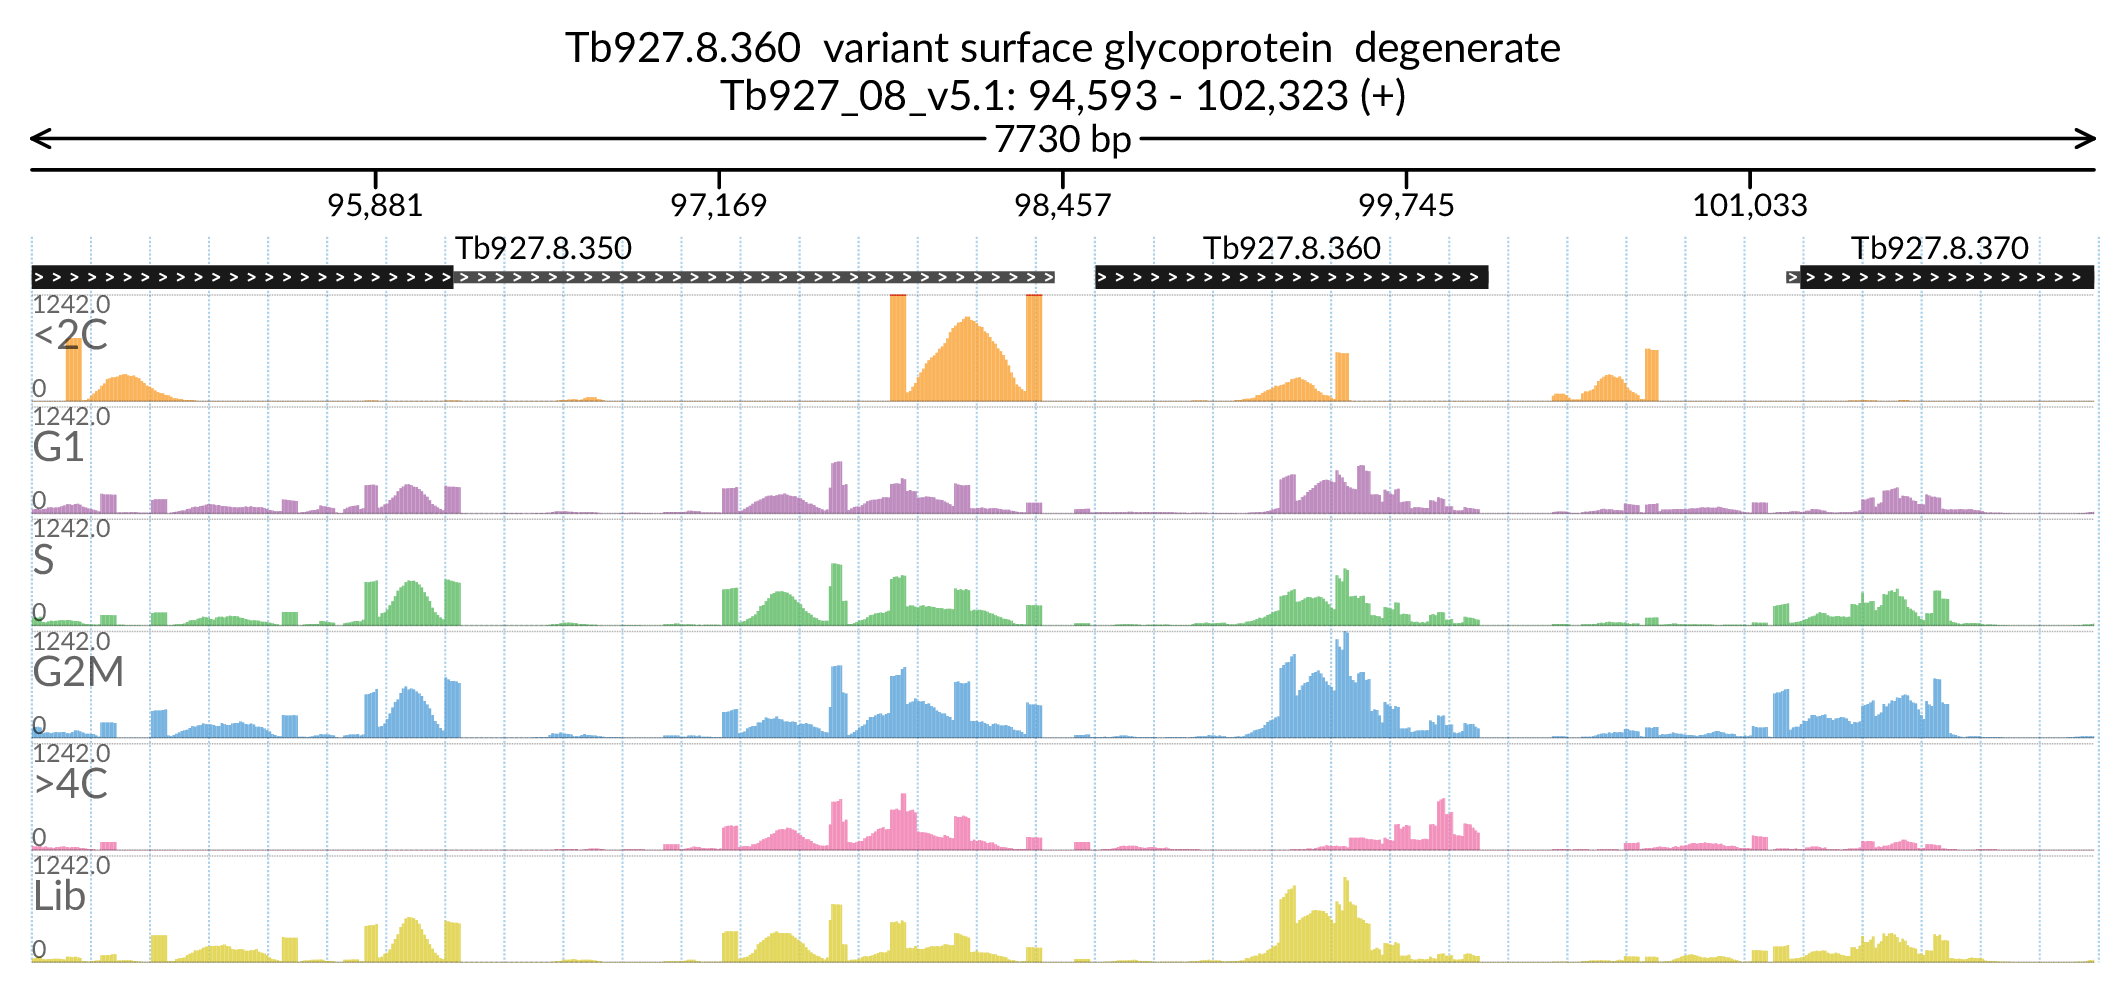 Tb927.8.360 variant surface glycoprotein degenerate
Tb927_08_v5.1: 94,593 - 102,323 (+)
7730 bp
95,881 97,169 98,457 99,745 101,033
Tb927.8.350 Tb927.8.360 Tb927.8.370
1242.0
<2C
0
1242.0
G1
0
1242.0
S
0
1242.0
G2M
0
1242.0
>4C
0
1242.0
Lib
0